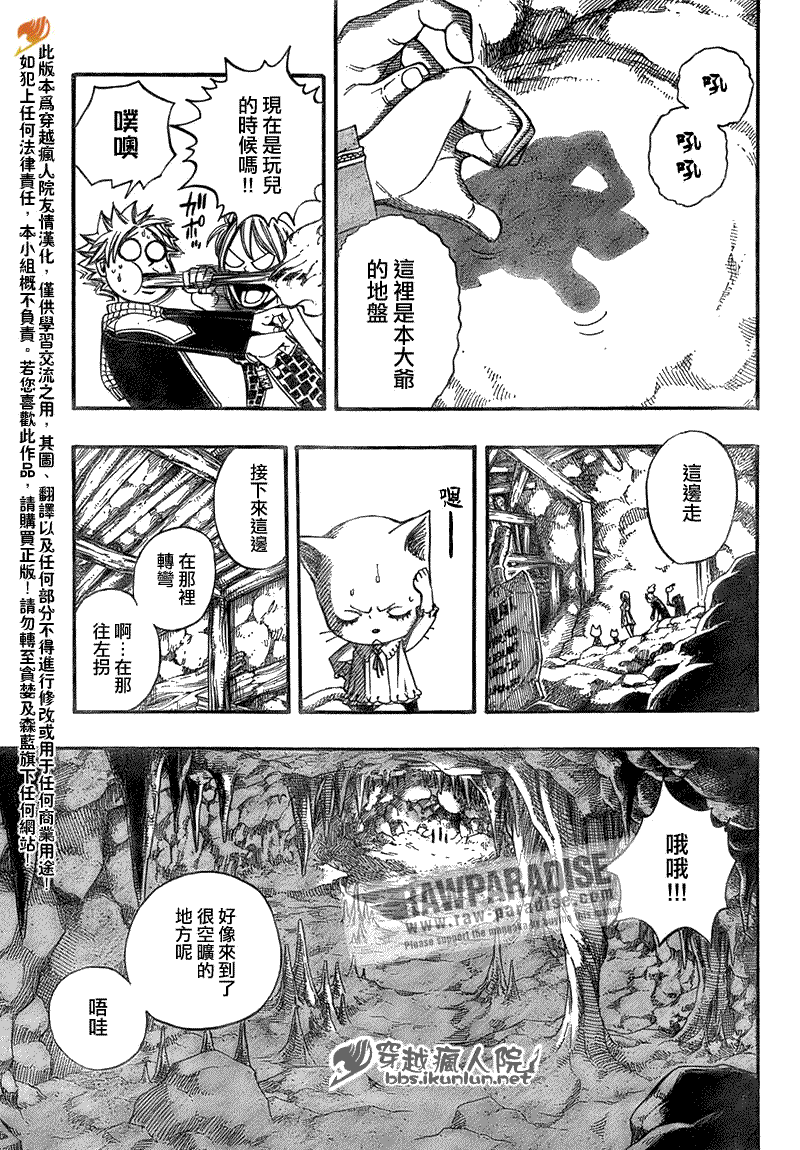 吼
吼
吼
這裡是本大爺
的地盤
現在是玩兒
的時候嗎!!
ガボッ
噗噢
這邊走
嗯—
接下來這邊
在那裡
轉彎
啊…在那
往左拐
哦哦!!!
好像來到了
很空曠的
地方呢
唔哇
RAWPARADISE
www.raw-paradise.com
Please support the mangaka by buying this manga
穿越瘋人院
bbs.ikunlun.net
此版本爲穿越瘋人院友情漢化，僅供學習交流之用，其圖、翻譯以及任何部分不得進行修改或用于任何商業用途！
如犯上任何法律責任，本小組概不負責。若您喜歡此作品，請購買正版！請勿轉至貪婪及森藍旗下任何網站！